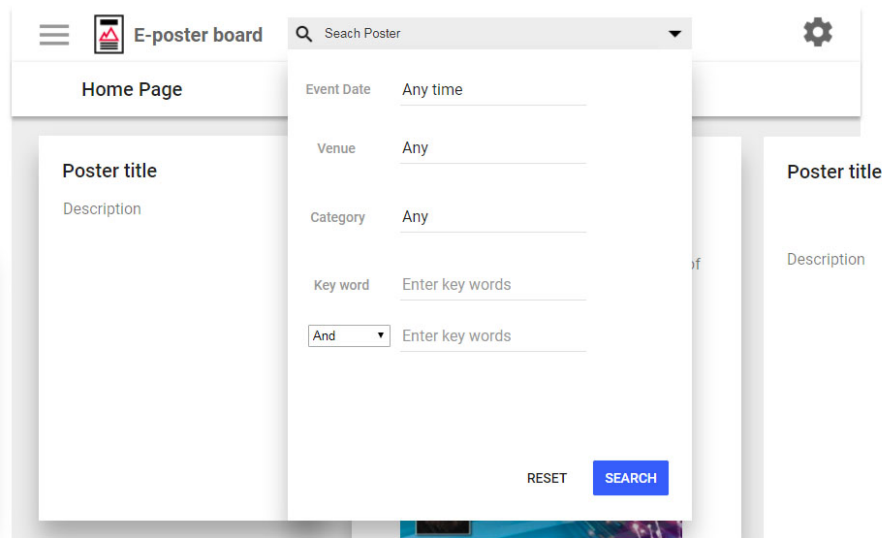 E-poster board
Seach Poster
Home Page
Event Date Any time
Venue Any
Category Any
Key word Enter key words
And Enter key words
RESET SEARCH
Poster title
Description
of
Poster title
Description